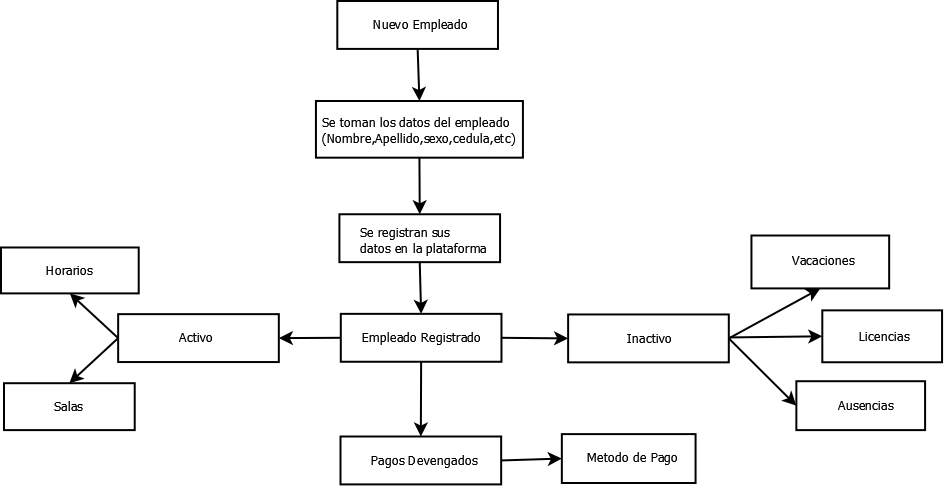 Nuevo Empleado
Se toman los datos del empleado
(Nombre,Apellido,sexo,cedula,etc)
Se registran sus
datos en la plataforma
Horarios
Vacaciones
Activo
Empleado Registrado
Inactivo
Licencias
Salas
Ausencias
Pagos Devengados
Metodo de Pago